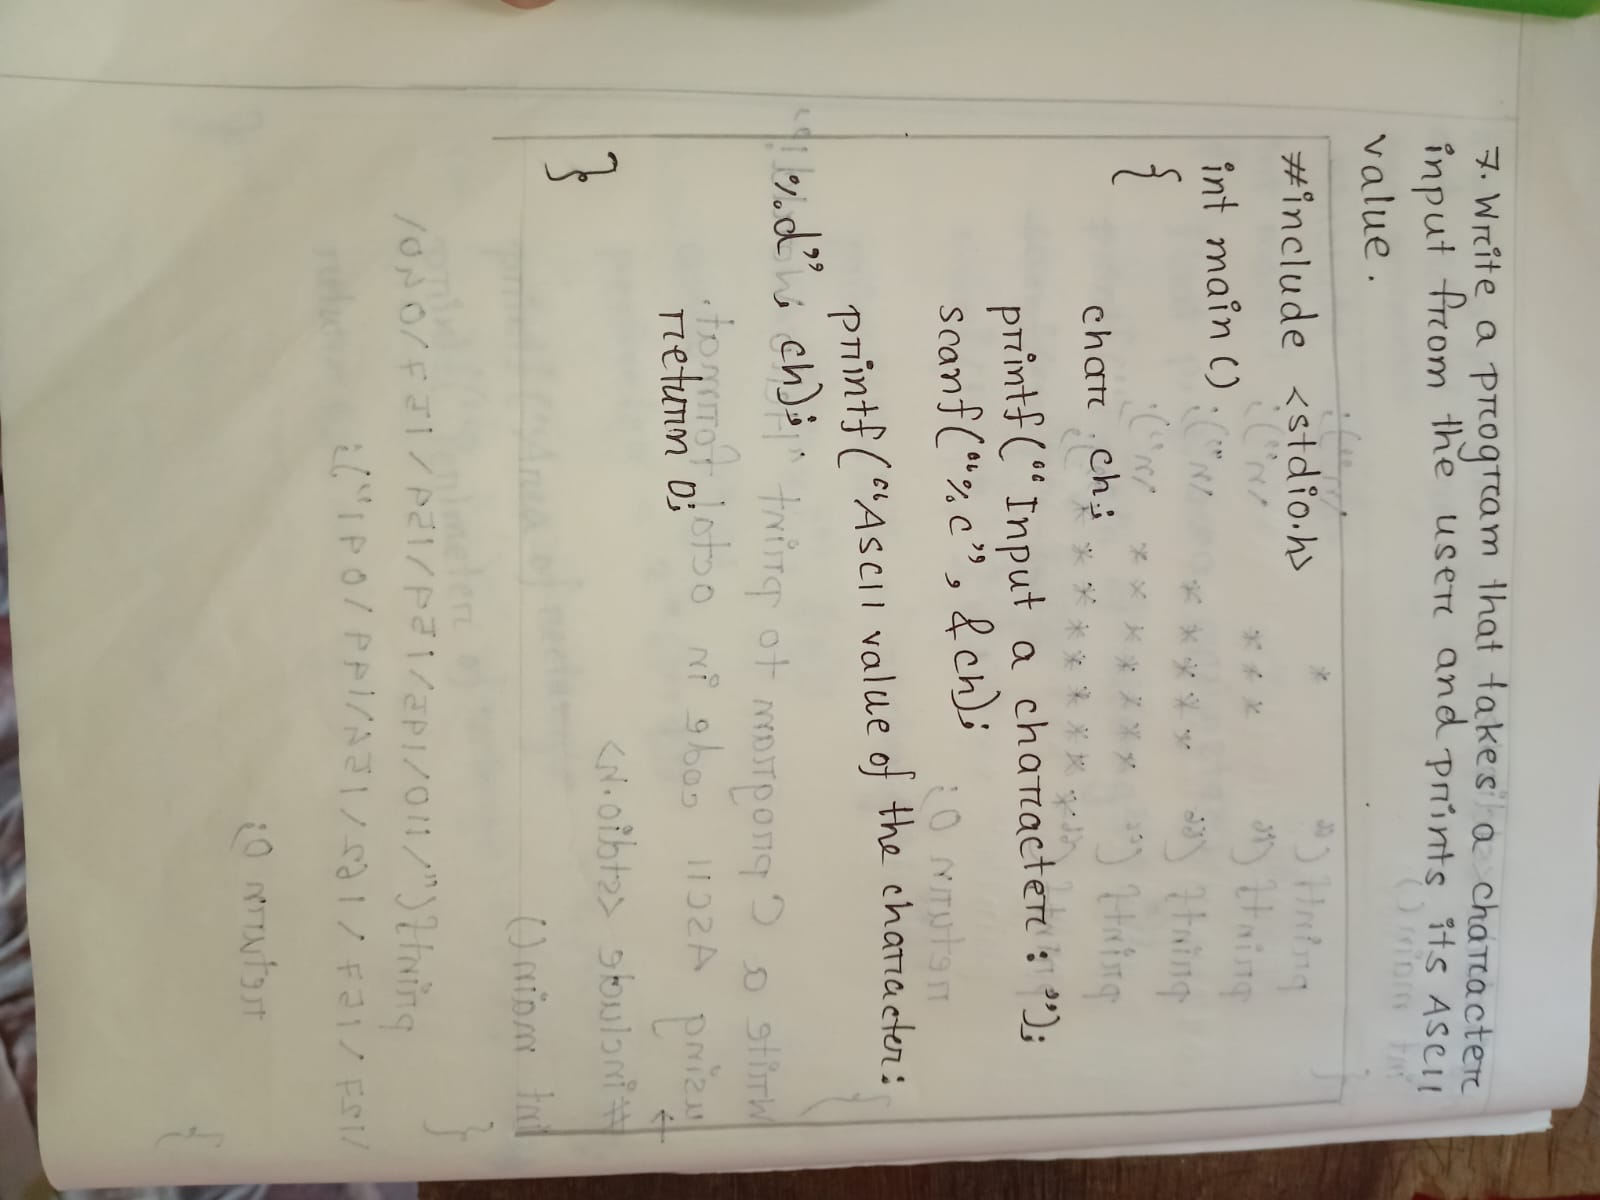 7. Write a program that takes a character
input from the user and prints its ASCII
value.
#include <stdio.h>
int main()
{
char ch;
printf("Input a character: ");
scanf("%c", &ch);
printf("ASCII value of the character:
%d", ch);
return 0;
}